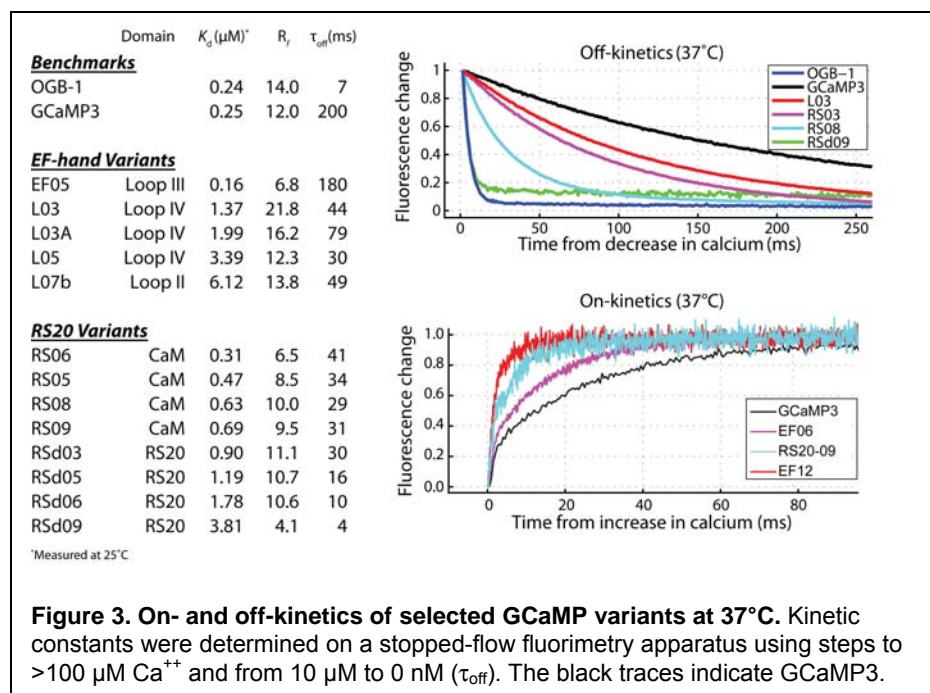 Domain K_d (µM)* R_f τ_off (ms)
Benchmarks
OGB-1 0.24 14.0 7
GCaMP3 0.25 12.0 200
EF-hand Variants
EF05 Loop III 0.16 6.8 180
L03 Loop IV 1.37 21.8 44
L03A Loop IV 1.99 16.2 79
L05 Loop IV 3.39 12.3 30
L07b Loop II 6.12 13.8 49
RS20 Variants
RS06 CaM 0.31 6.5 41
RS05 CaM 0.47 8.5 34
RS08 CaM 0.63 10.0 29
RS09 CaM 0.69 9.5 31
RSd03 RS20 0.90 11.1 30
RSd05 RS20 1.19 10.7 16
RSd06 RS20 1.78 10.6 10
RSd09 RS20 3.81 4.1 4
*Measured at 25°C
Off-kinetics (37°C)
Fluorescence change
1
0.8
0.6
0.4
0.2
0
OGB-1
GCaMP3
L03
RS03
RS08
RSd09
0 50 100 150 200 250
Time from decrease in calcium (ms)
On-kinetics (37°C)
Fluorescence change
1.0
0.8
0.6
0.4
0.2
0.0
GCaMP3
EF06
RS20-09
EF12
0 20 40 60 80
Time from increase in calcium (ms)
Figure 3. On- and off-kinetics of selected GCaMP variants at 37°C. Kinetic
constants were determined on a stopped-flow fluorimetry apparatus using steps to
>100 µM Ca⁺⁺ and from 10 µM to 0 nM (τ_off). The black traces indicate GCaMP3.